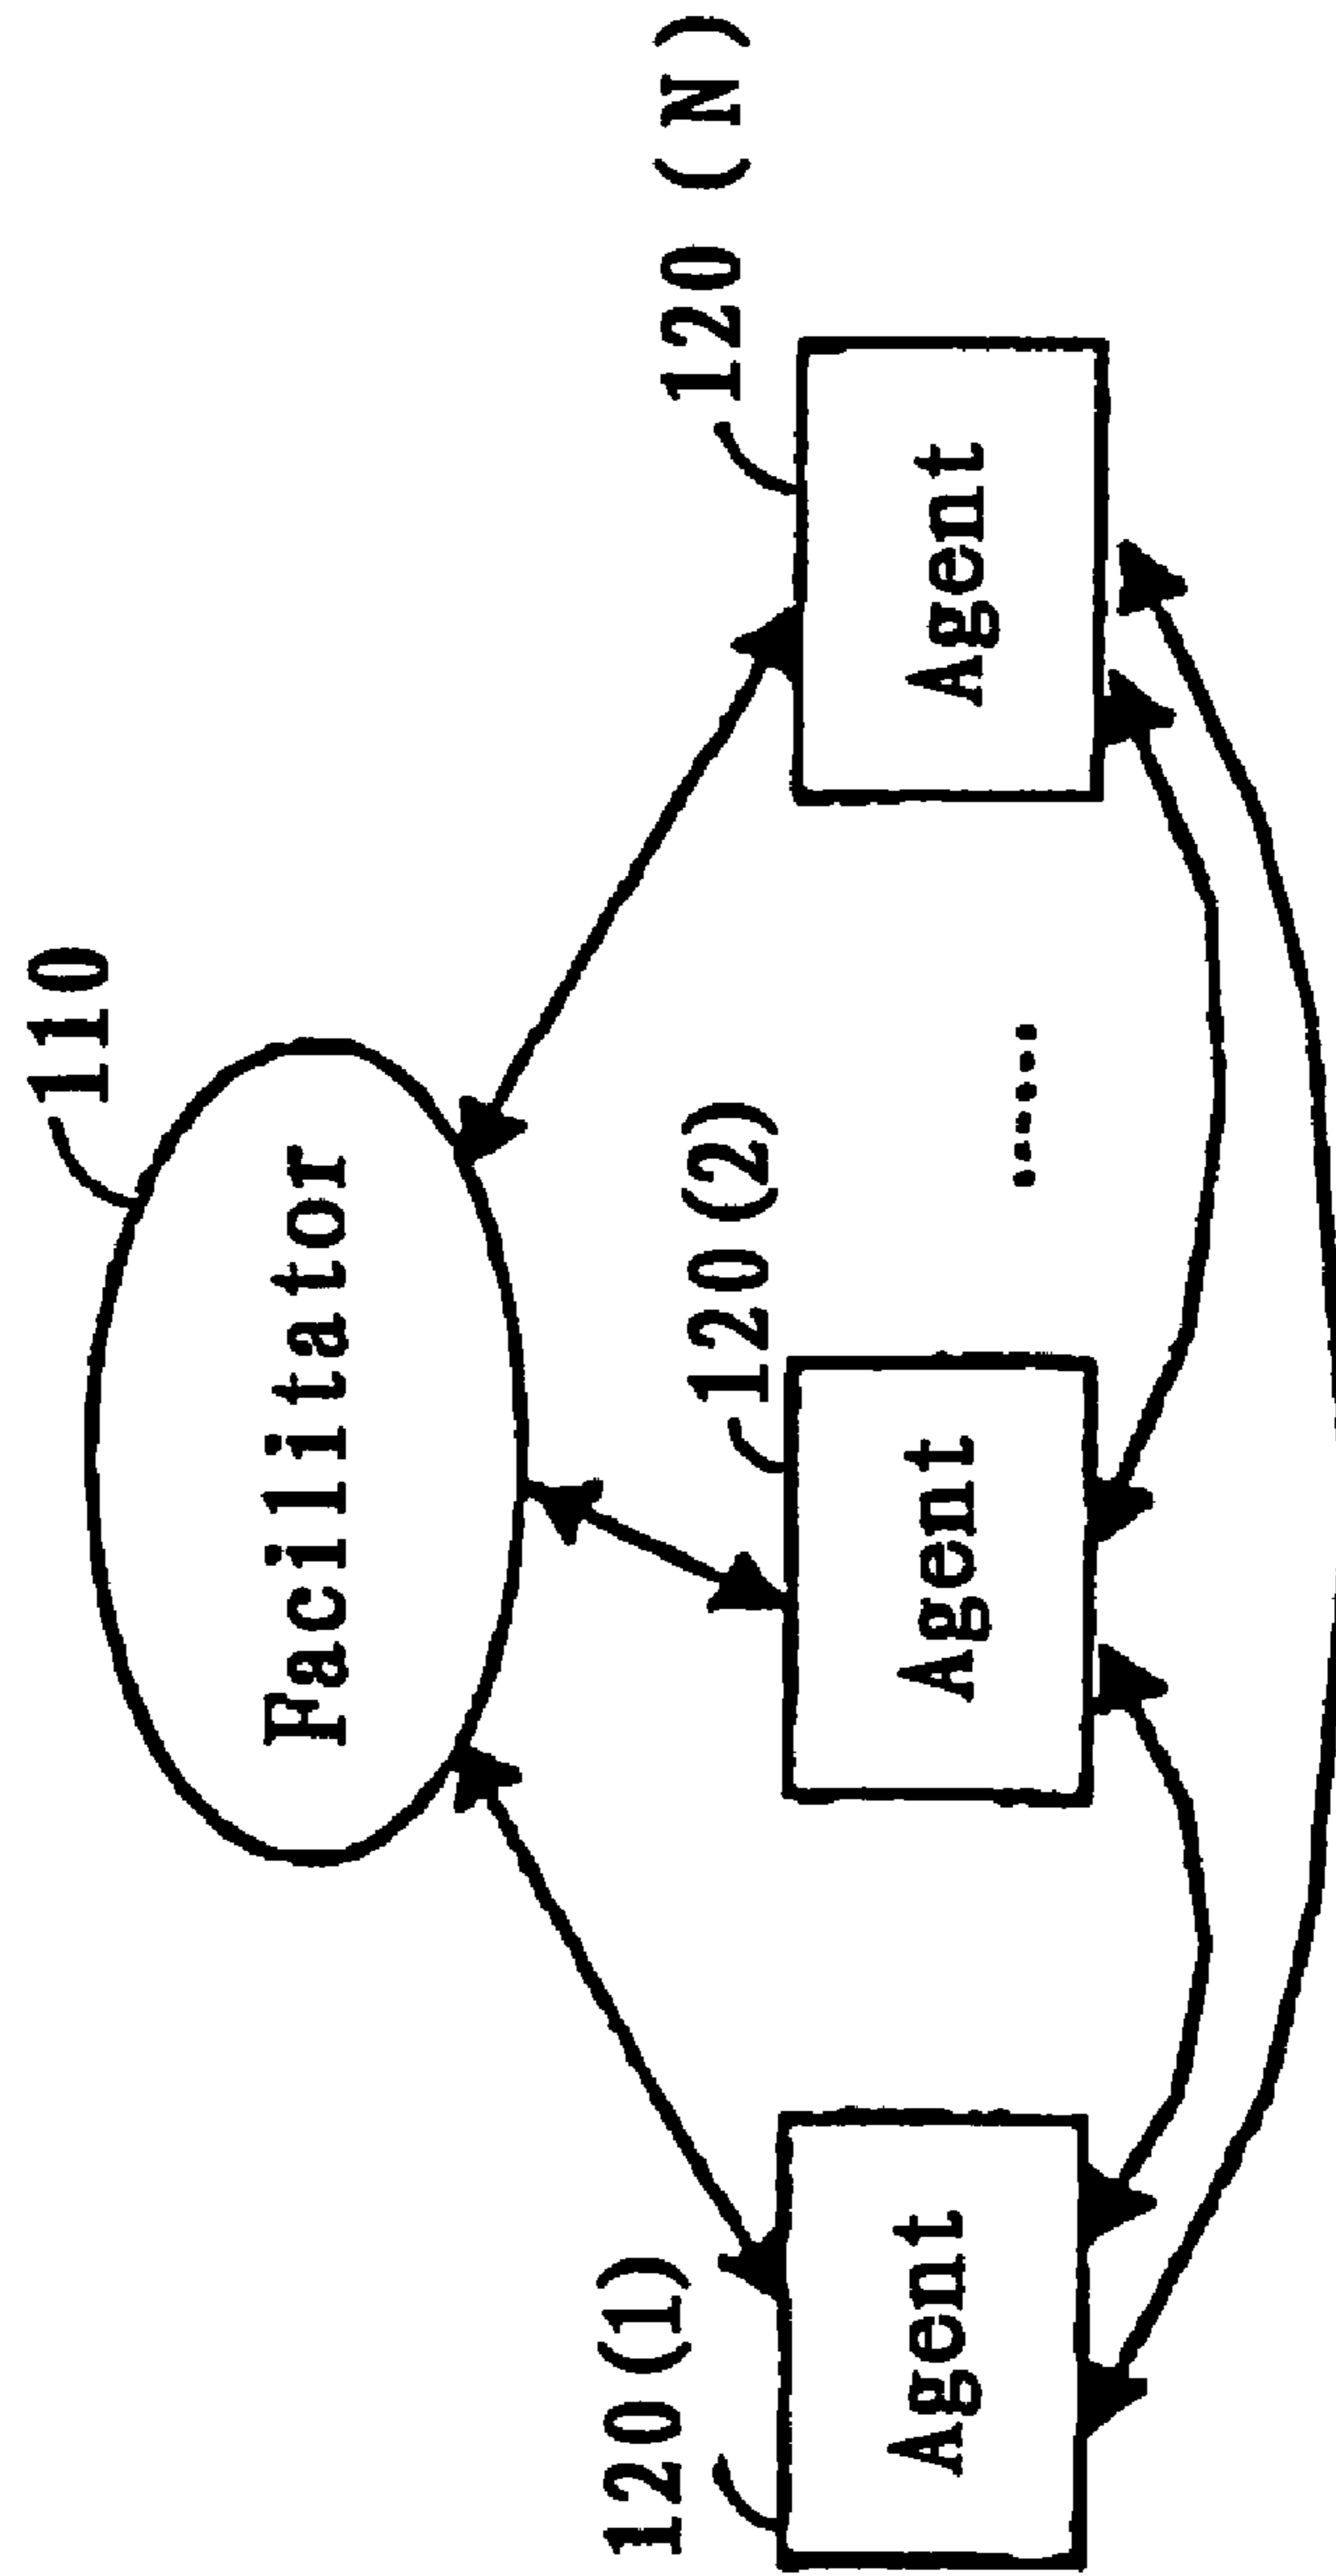 110
Facilitator
120(1)
120(2)
120 (N)
Agent
Agent
......
Agent